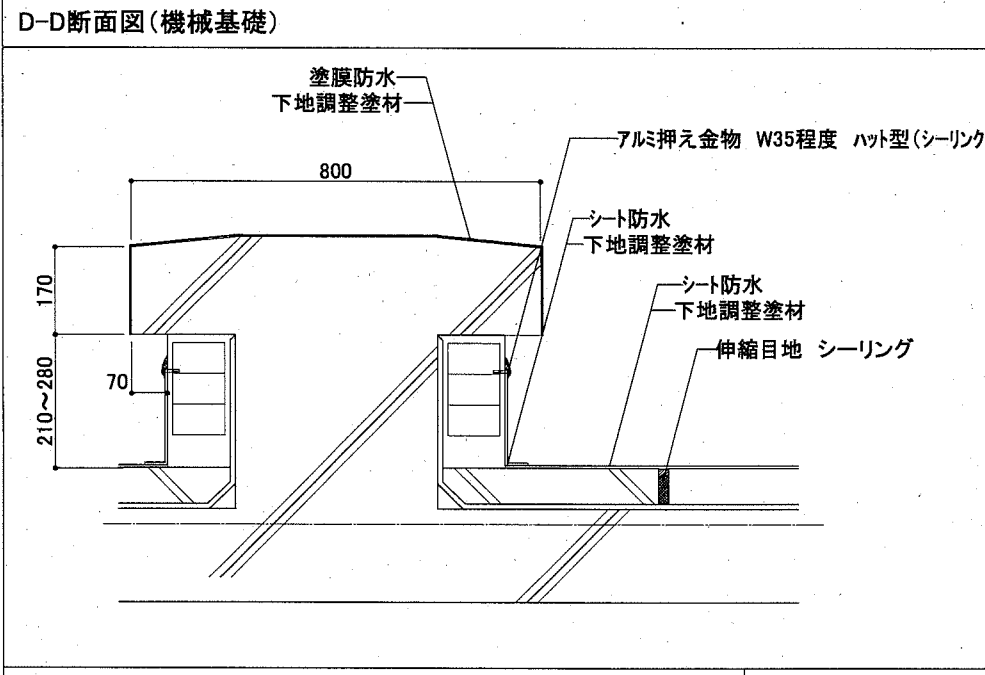 D-D断面図(機械基礎)
塗膜防水
下地調整塗材
アルミ押え金物 W35程度 ハット型(シーリング
800
シート防水
下地調整塗材
170
シート防水
下地調整塗材
伸縮目地 シーリング
70
210~280